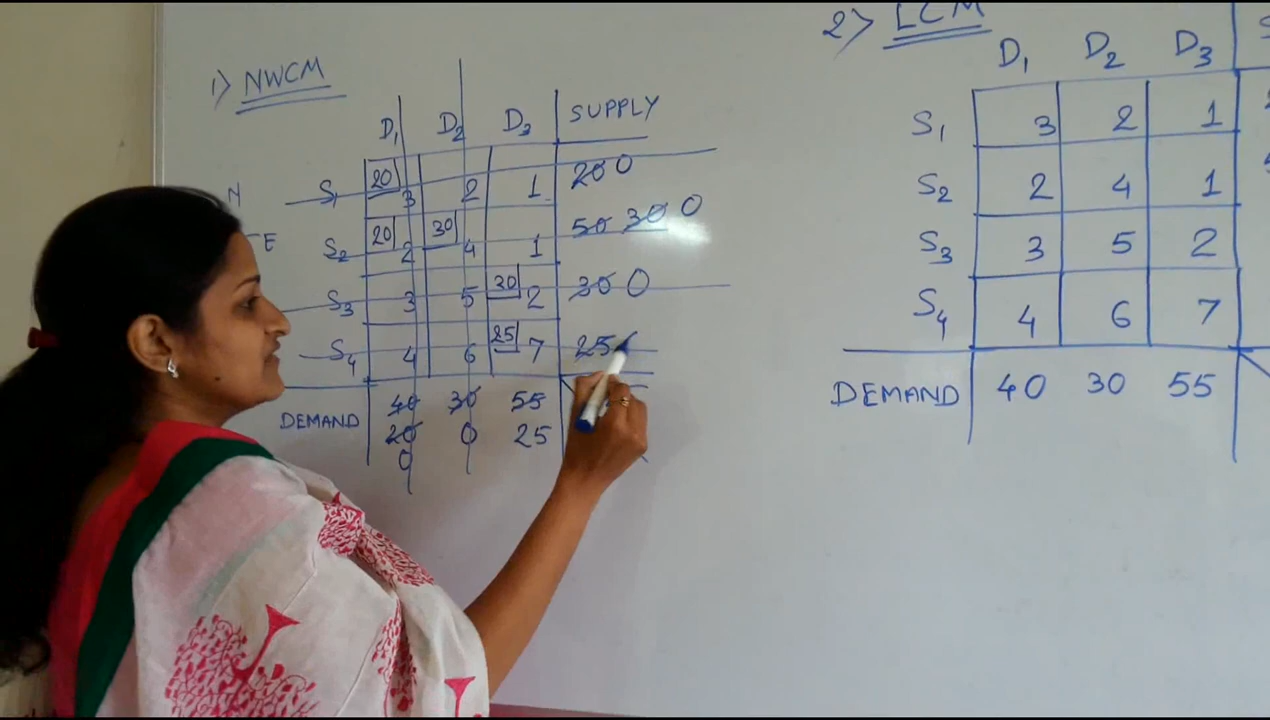 1) NWCM
D1 D2 D3 SUPPLY
N
E
S1 20 3 2 1 20 0
S2 20 2 30 4 1 50 30 0
S3 3 5 30 2 30 0
S4 4 6 25 7 25
DEMAND 40 30 55
20 0 25
0
2) LCM
D1 D2 D3
S1 3 2 1
S2 2 4 1
S3 3 5 2
S4 4 6 7
DEMAND 40 30 55